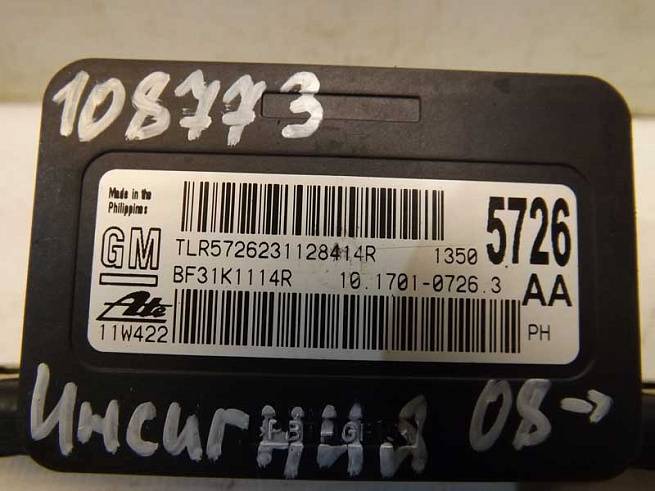 108773
Made in the
Philippines
GM
TLR5726231128414R 1350 5726
BF31K1114R 10.1701-0726.3 AA
Ate
11W422 PH
Инсигния 08->